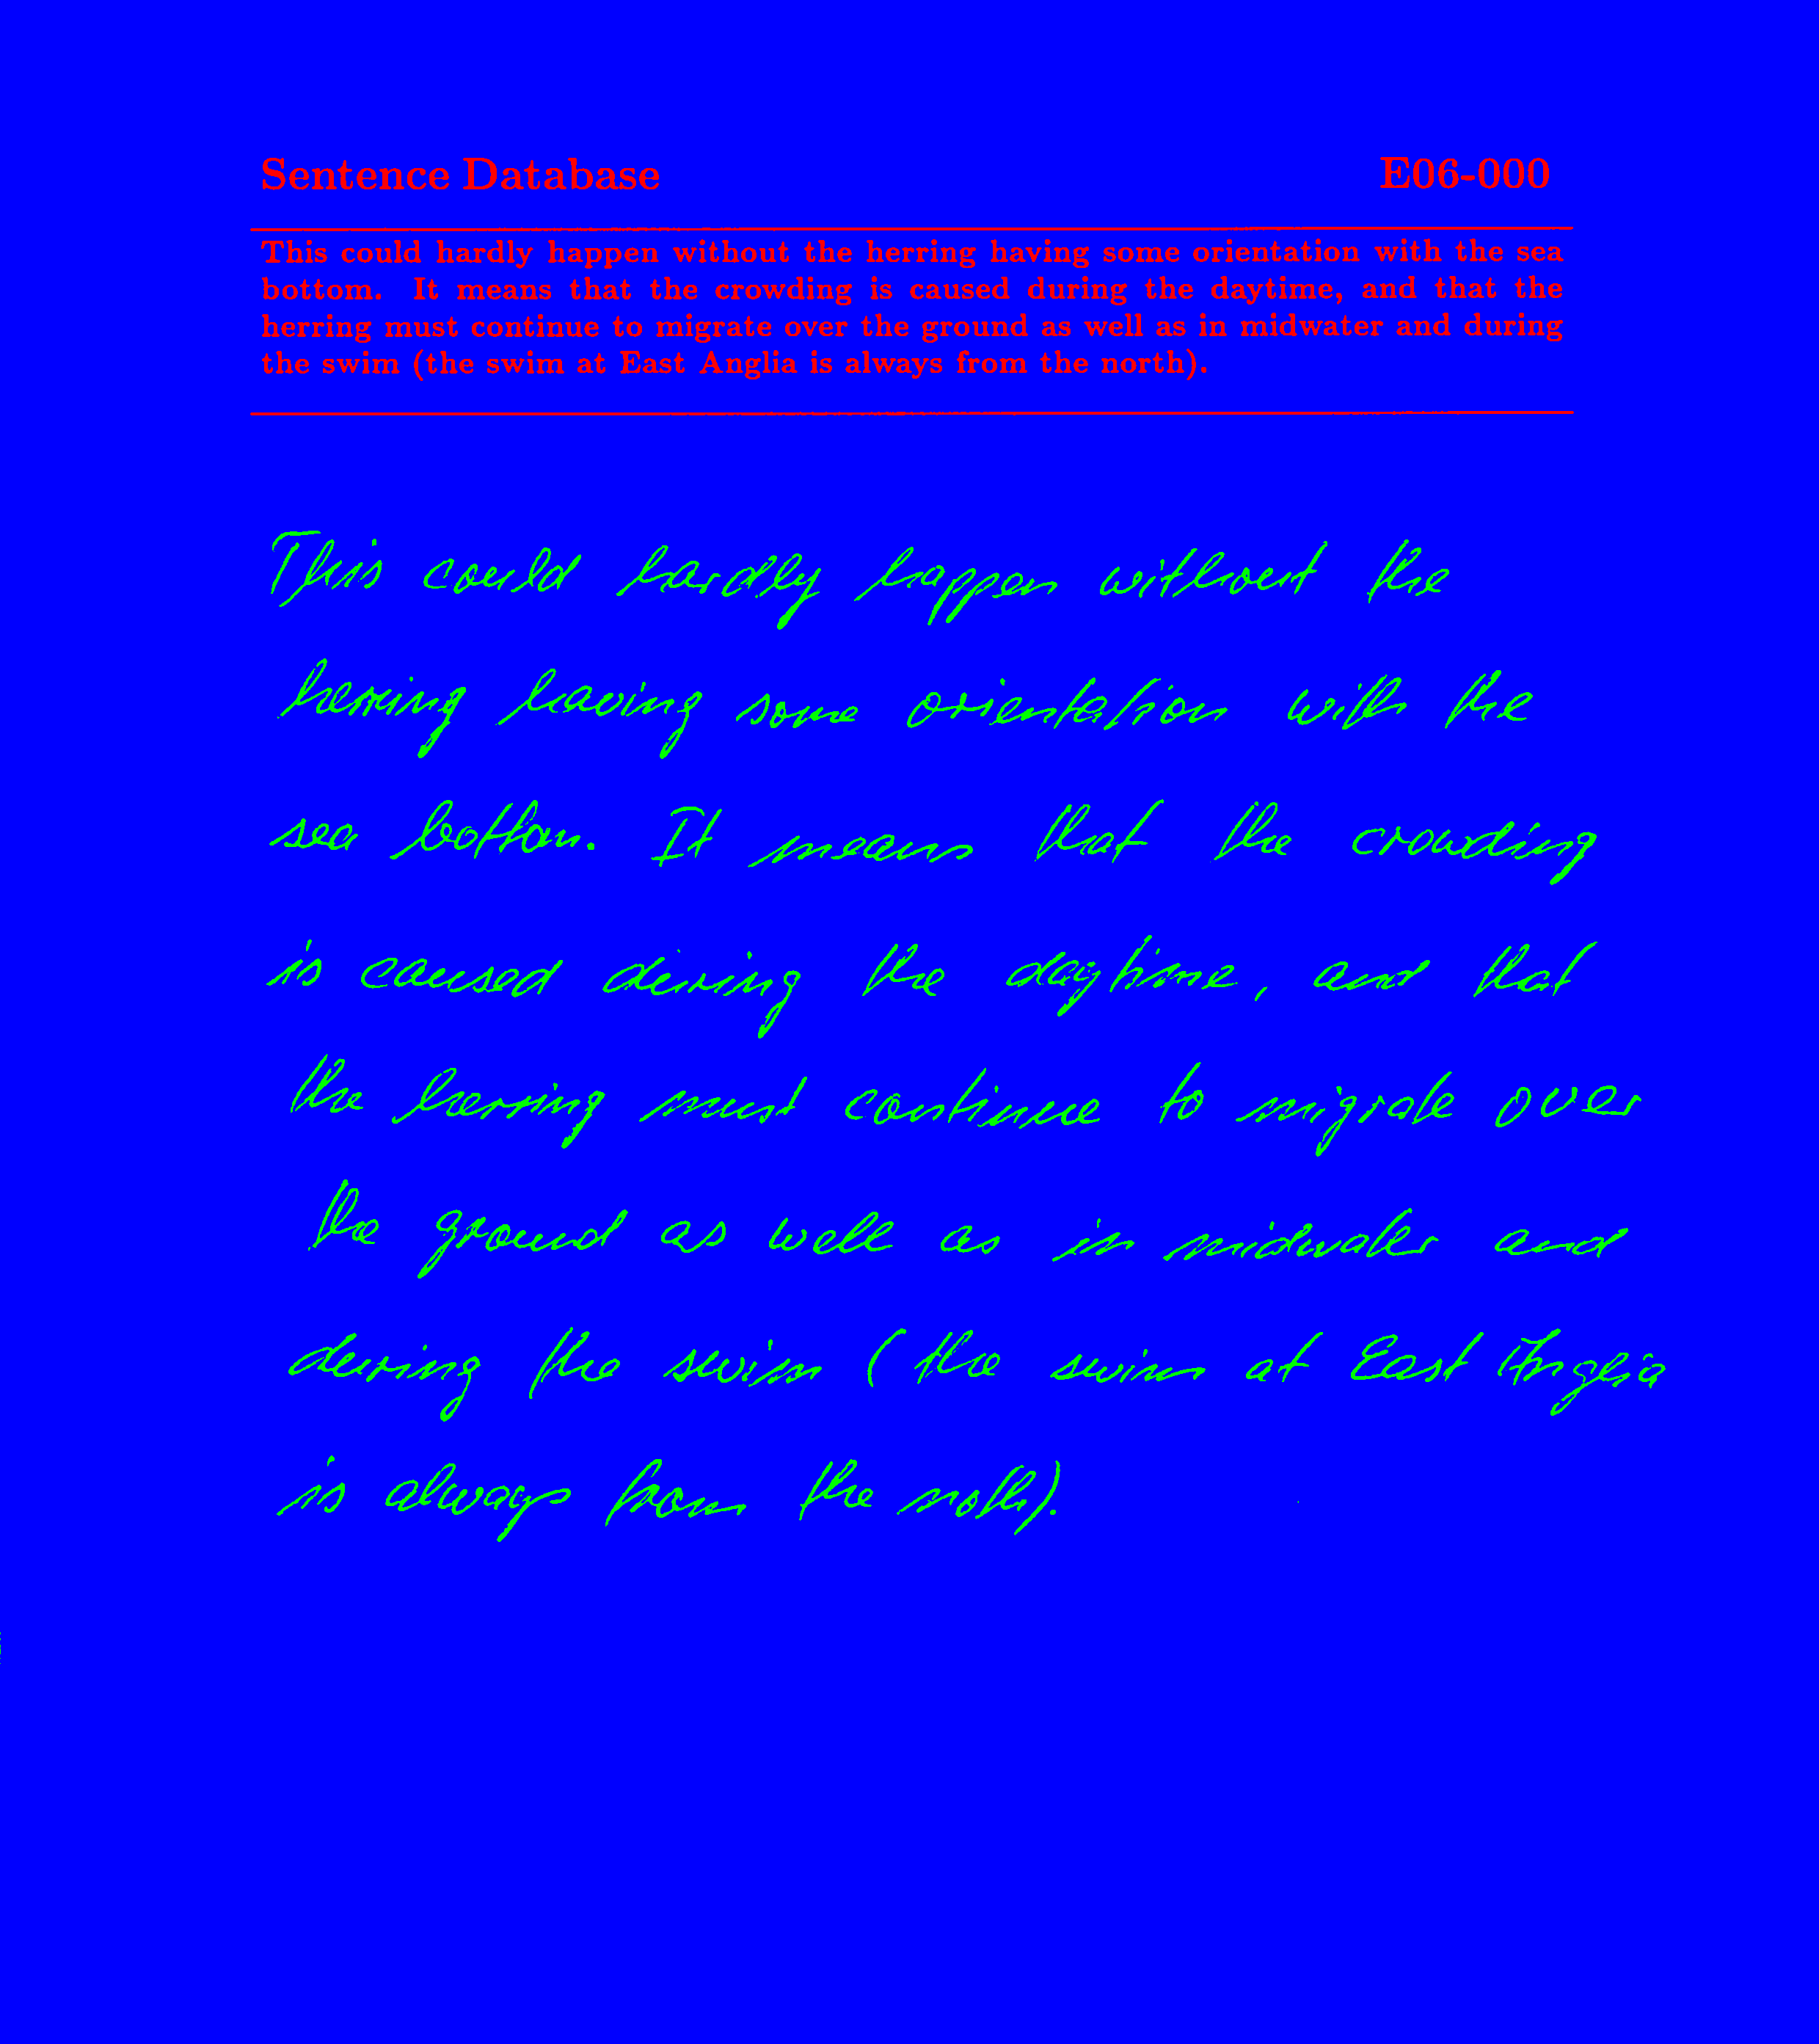 Sentence Database E06-000
This could hardly happen without the herring having some orientation with the sea
bottom. It means that the crowding is caused during the daytime, and that the
herring must continue to migrate over the ground as well as in midwater and during
the swim (the swim at East Anglia is always from the north).
This could hardly happen without the
herring having some orientation with the
sea bottom. It means that the crowding
is caused during the daytime, and that
the herring must continue to migrate over
the ground as well as in midwater and
during the swim (the swim at East Anglia
is always from the north).